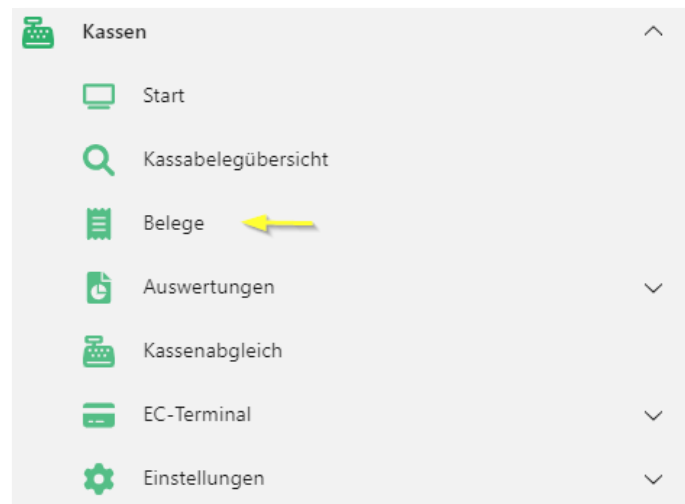 Kassen
Start
Kassabelegübersicht
Belege
Auswertungen
Kassenabgleich
EC-Terminal
Einstellungen